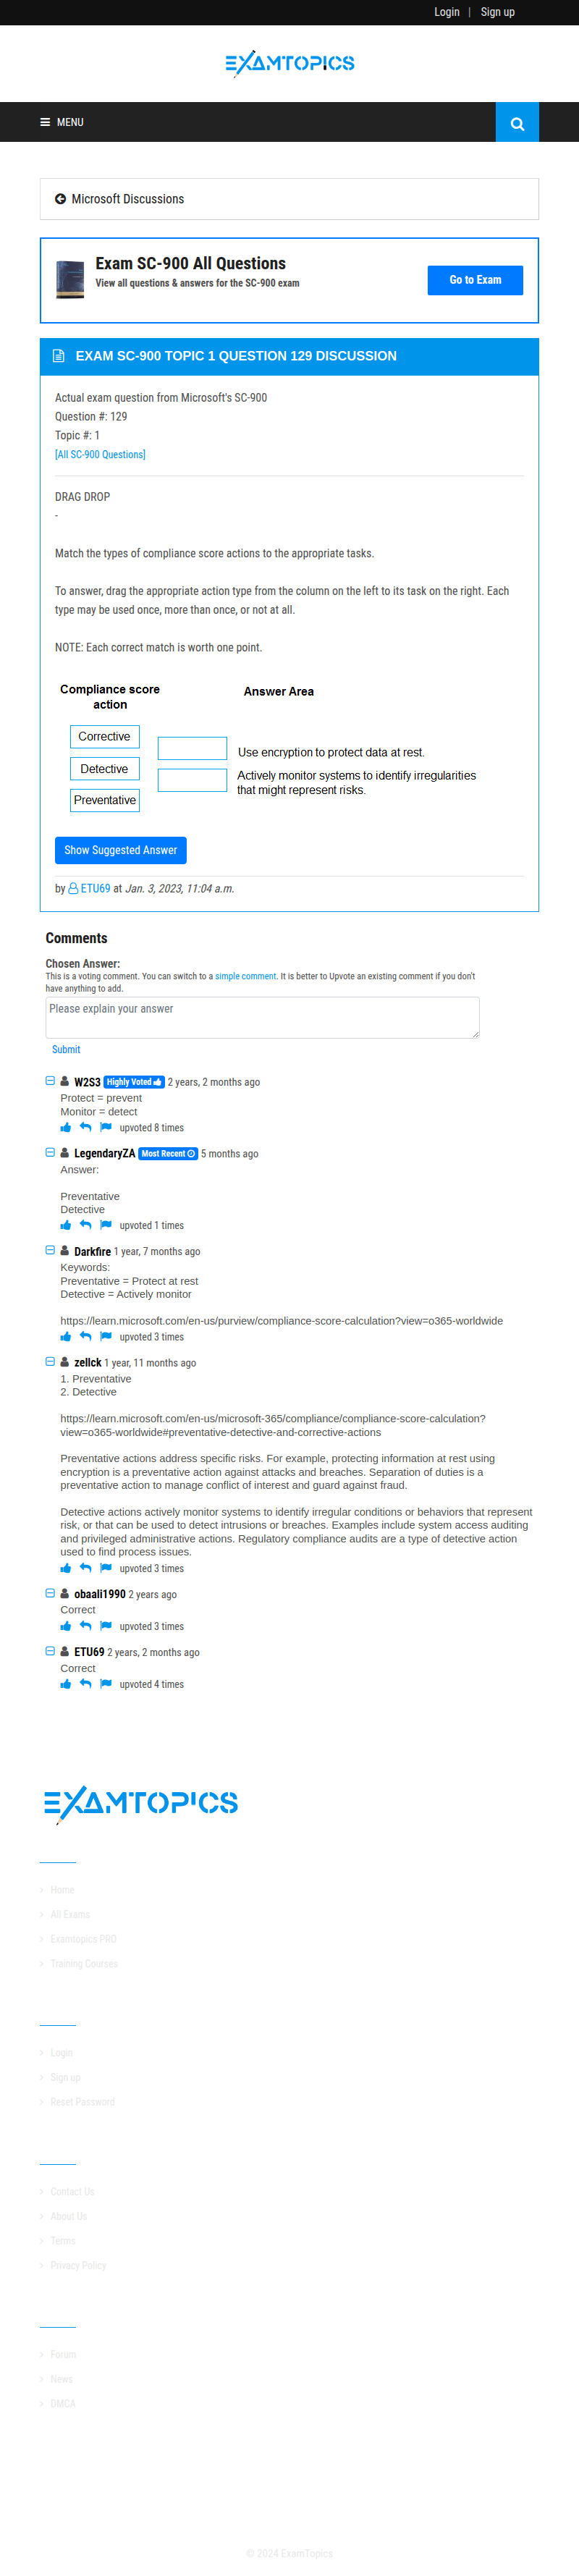 Login | Sign up
EXAMTOPICS
MENU
Microsoft Discussions
Exam SC-900 All Questions
View all questions & answers for the SC-900 exam
Go to Exam
EXAM SC-900 TOPIC 1 QUESTION 129 DISCUSSION
Actual exam question from Microsoft's SC-900
Question #: 129
Topic #: 1
[All SC-900 Questions]
DRAG DROP
-
Match the types of compliance score actions to the appropriate tasks.
To answer, drag the appropriate action type from the column on the left to its task on the right. Each
type may be used once, more than once, or not at all.
NOTE: Each correct match is worth one point.
Compliance score
action
Answer Area
Corrective
Use encryption to protect data at rest.
Detective
Actively monitor systems to identify irregularities
that might represent risks.
Preventative
Show Suggested Answer
by ETU69 at Jan. 3, 2023, 11:04 a.m.
Comments
Chosen Answer:
This is a voting comment. You can switch to a simple comment. It is better to Upvote an existing comment if you don't
have anything to add.
Please explain your answer
Submit
W2S3 Highly Voted 2 years, 2 months ago
Protect = prevent
Monitor = detect
upvoted 8 times
LegendaryZA Most Recent 5 months ago
Answer:
Preventative
Detective
upvoted 1 times
Darkfire 1 year, 7 months ago
Keywords:
Preventative = Protect at rest
Detective = Actively monitor
https://learn.microsoft.com/en-us/purview/compliance-score-calculation?view=o365-worldwide
upvoted 3 times
zellck 1 year, 11 months ago
1. Preventative
2. Detective
https://learn.microsoft.com/en-us/microsoft-365/compliance/compliance-score-calculation?
view=o365-worldwide#preventative-detective-and-corrective-actions
Preventative actions address specific risks. For example, protecting information at rest using
encryption is a preventative action against attacks and breaches. Separation of duties is a
preventative action to manage conflict of interest and guard against fraud.
Detective actions actively monitor systems to identify irregular conditions or behaviors that represent
risk, or that can be used to detect intrusions or breaches. Examples include system access auditing
and privileged administrative actions. Regulatory compliance audits are a type of detective action
used to find process issues.
upvoted 3 times
obaali1990 2 years ago
Correct
upvoted 3 times
ETU69 2 years, 2 months ago
Correct
upvoted 4 times
EXAMTOPICS
Home
All Exams
Examtopics PRO
Training Courses
Login
Sign up
Reset Password
Contact Us
About Us
Terms
Privacy Policy
Forum
News
DMCA
© 2024 ExamTopics